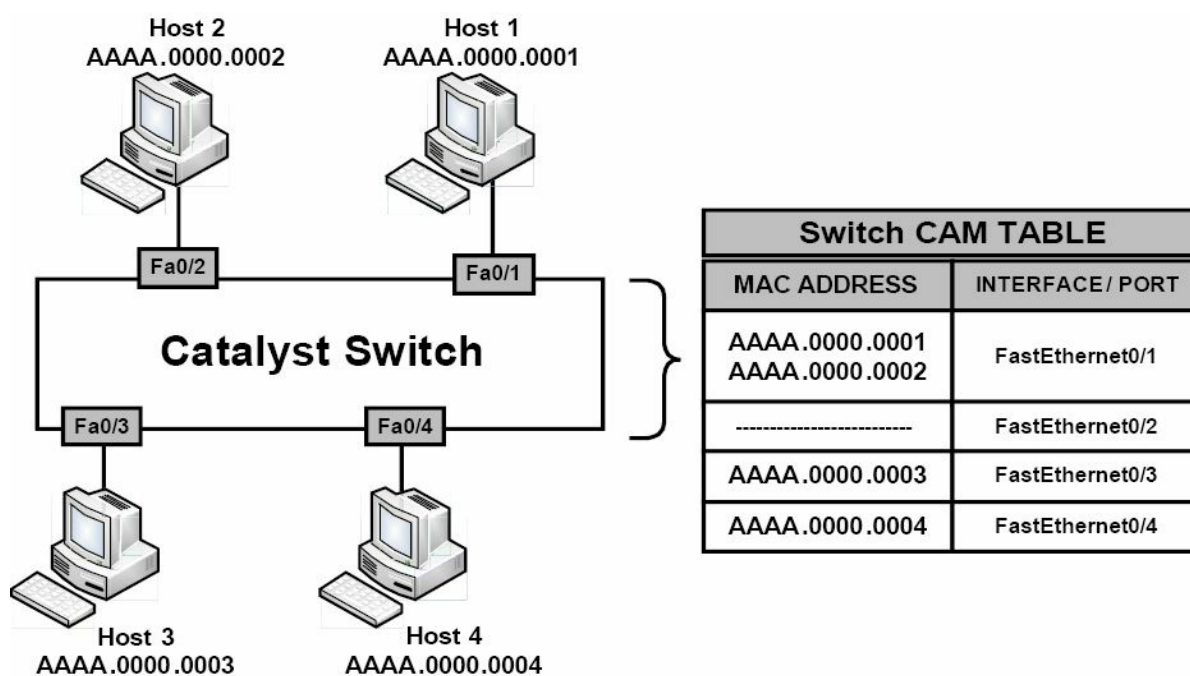 Host 2
AAAA.0000.0002
Host 1
AAAA.0000.0001
Fa0/2
Fa0/1
Catalyst Switch
Fa0/3
Fa0/4
Host 3
AAAA.0000.0003
Host 4
AAAA.0000.0004
Switch CAM TABLE
MAC ADDRESS INTERFACE/ PORT
AAAA.0000.0001
AAAA.0000.0002
FastEthernet0/1
-------------------------- FastEthernet0/2
AAAA.0000.0003 FastEthernet0/3
AAAA.0000.0004 FastEthernet0/4